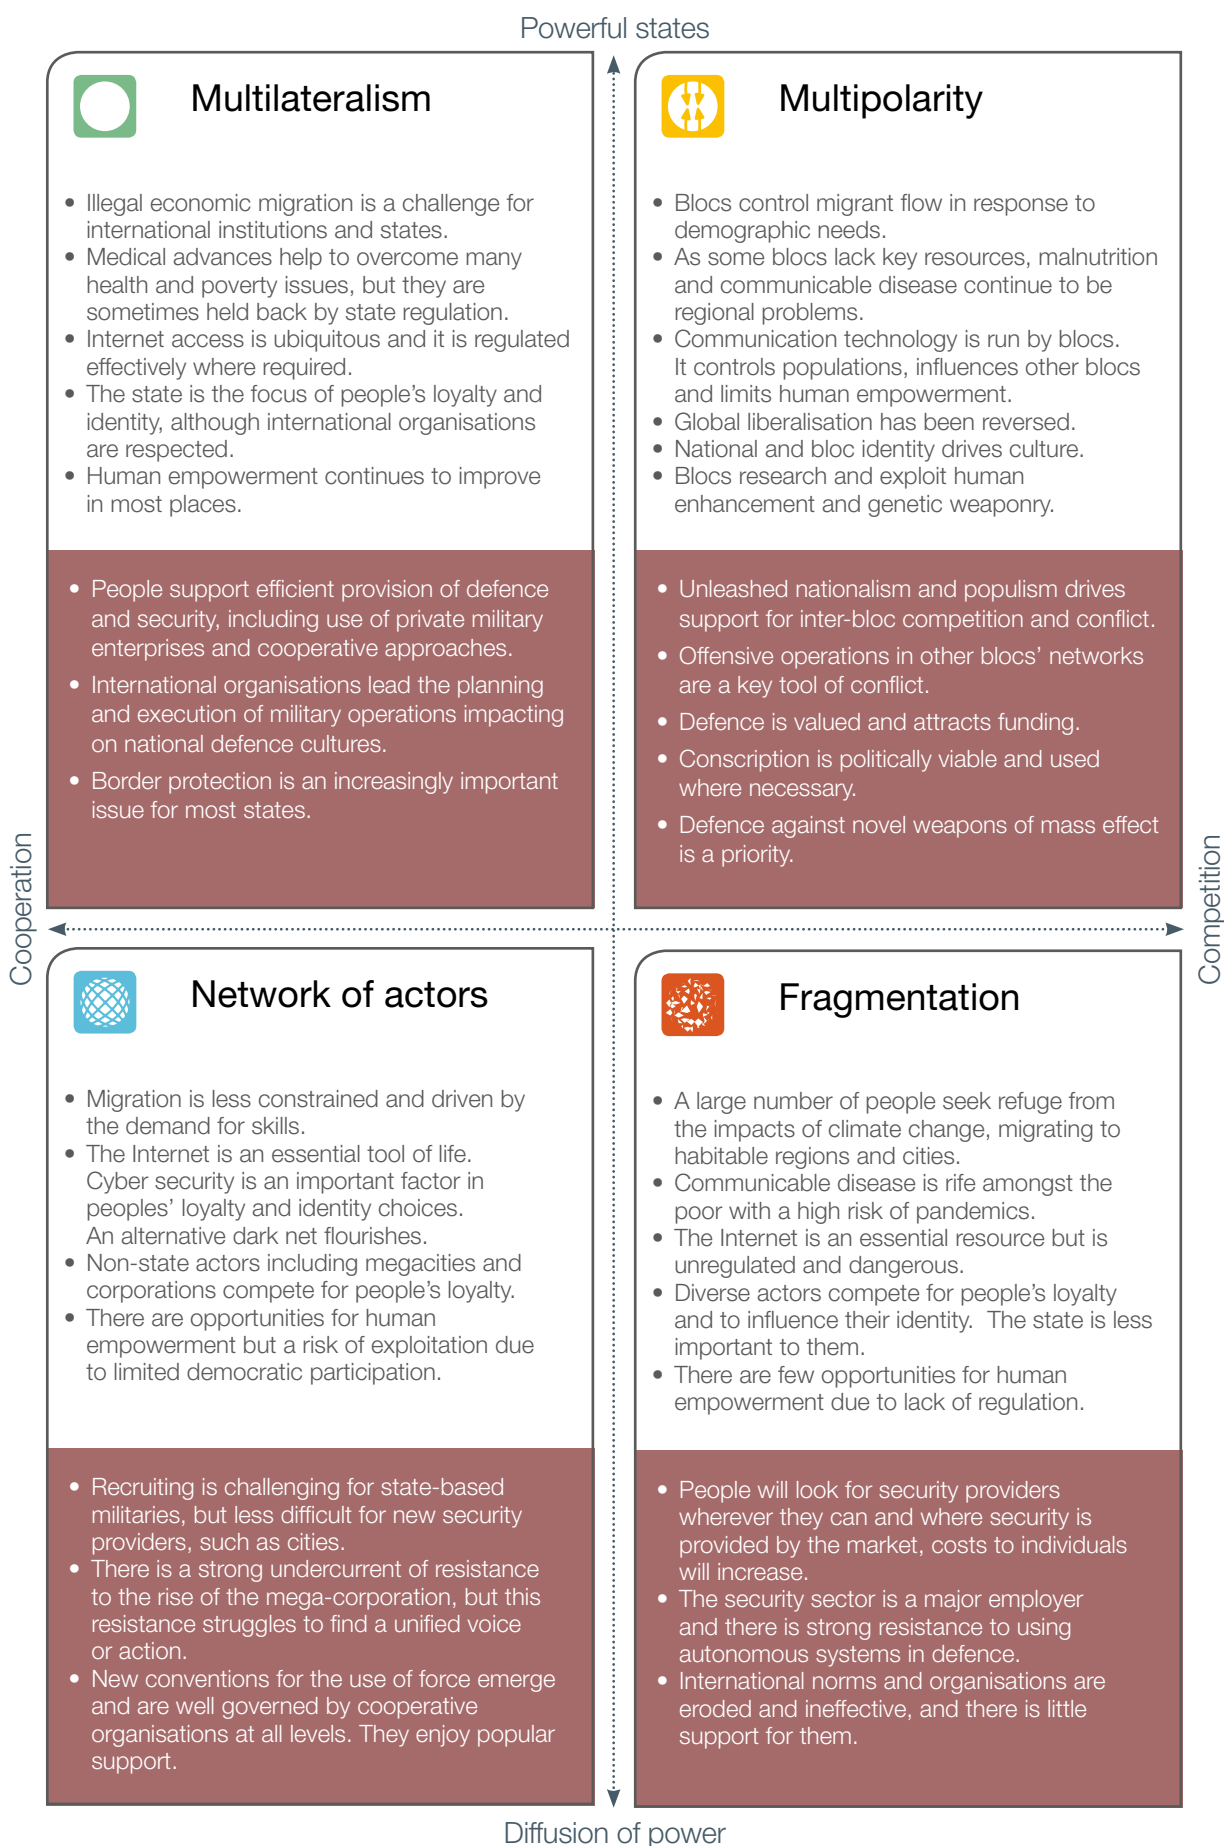 Powerful states
Multilateralism
• Illegal economic migration is a challenge for
international institutions and states.
• Medical advances help to overcome many
health and poverty issues, but they are
sometimes held back by state regulation.
• Internet access is ubiquitous and it is regulated
effectively where required.
• The state is the focus of people's loyalty and
identity, although international organisations
are respected.
• Human empowerment continues to improve
in most places.
• People support efficient provision of defence
and security, including use of private military
enterprises and cooperative approaches.
• International organisations lead the planning
and execution of military operations impacting
on national defence cultures.
• Border protection is an increasingly important
issue for most states.
Multipolarity
• Blocs control migrant flow in response to
demographic needs.
• As some blocs lack key resources, malnutrition
and communicable disease continue to be
regional problems.
• Communication technology is run by blocs.
It controls populations, influences other blocs
and limits human empowerment.
• Global liberalisation has been reversed.
• National and bloc identity drives culture.
• Blocs research and exploit human
enhancement and genetic weaponry.
• Unleashed nationalism and populism drives
support for inter-bloc competition and conflict.
• Offensive operations in other blocs' networks
are a key tool of conflict.
• Defence is valued and attracts funding.
• Conscription is politically viable and used
where necessary.
• Defence against novel weapons of mass effect
is a priority.
Cooperation
Competition
Network of actors
• Migration is less constrained and driven by
the demand for skills.
• The Internet is an essential tool of life.
Cyber security is an important factor in
peoples' loyalty and identity choices.
An alternative dark net flourishes.
• Non-state actors including megacities and
corporations compete for people's loyalty.
• There are opportunities for human
empowerment but a risk of exploitation due
to limited democratic participation.
• Recruiting is challenging for state-based
militaries, but less difficult for new security
providers, such as cities.
• There is a strong undercurrent of resistance
to the rise of the mega-corporation, but this
resistance struggles to find a unified voice
or action.
• New conventions for the use of force emerge
and are well governed by cooperative
organisations at all levels. They enjoy popular
support.
Fragmentation
• A large number of people seek refuge from
the impacts of climate change, migrating to
habitable regions and cities.
• Communicable disease is rife amongst the
poor with a high risk of pandemics.
• The Internet is an essential resource but is
unregulated and dangerous.
• Diverse actors compete for people's loyalty
and to influence their identity.  The state is less
important to them.
• There are few opportunities for human
empowerment due to lack of regulation.
• People will look for security providers
wherever they can and where security is
provided by the market, costs to individuals
will increase.
• The security sector is a major employer
and there is strong resistance to using
autonomous systems in defence.
• International norms and organisations are
eroded and ineffective, and there is little
support for them.
Diffusion of power